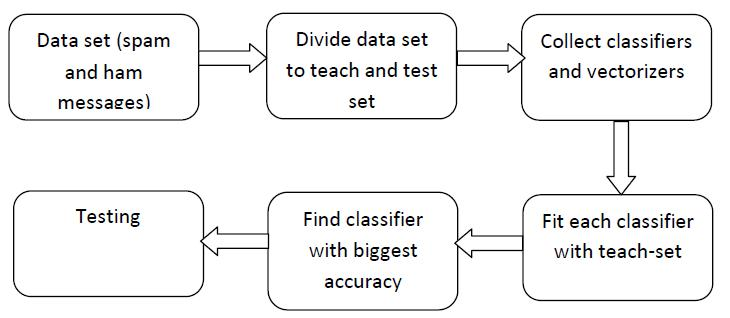 Data set (spam
and ham
messages)
Divide data set
to teach and test
set
Collect classifiers
and vectorizers
Fit each classifier
with teach-set
Find classifier
with biggest
accuracy
Testing